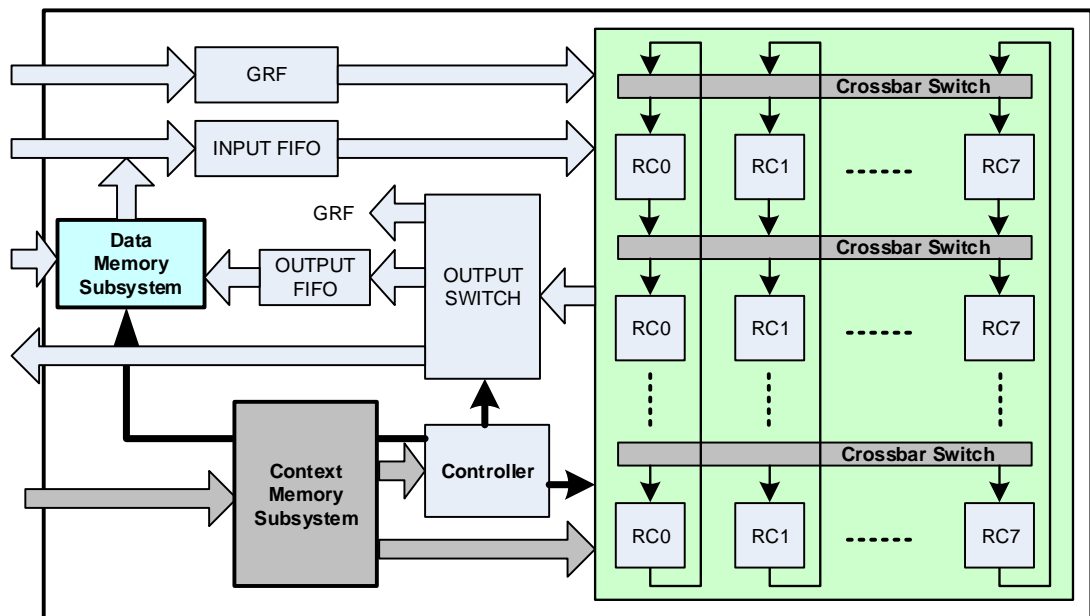 GRF
Crossbar Switch
INPUT FIFO
RC0
RC1
RC7
GRF
Data
Memory
Subsystem
OUTPUT
FIFO
OUTPUT
SWITCH
Crossbar Switch
RC0
RC1
RC7
Context
Memory
Subsystem
Controller
Crossbar Switch
RC0
RC1
RC7